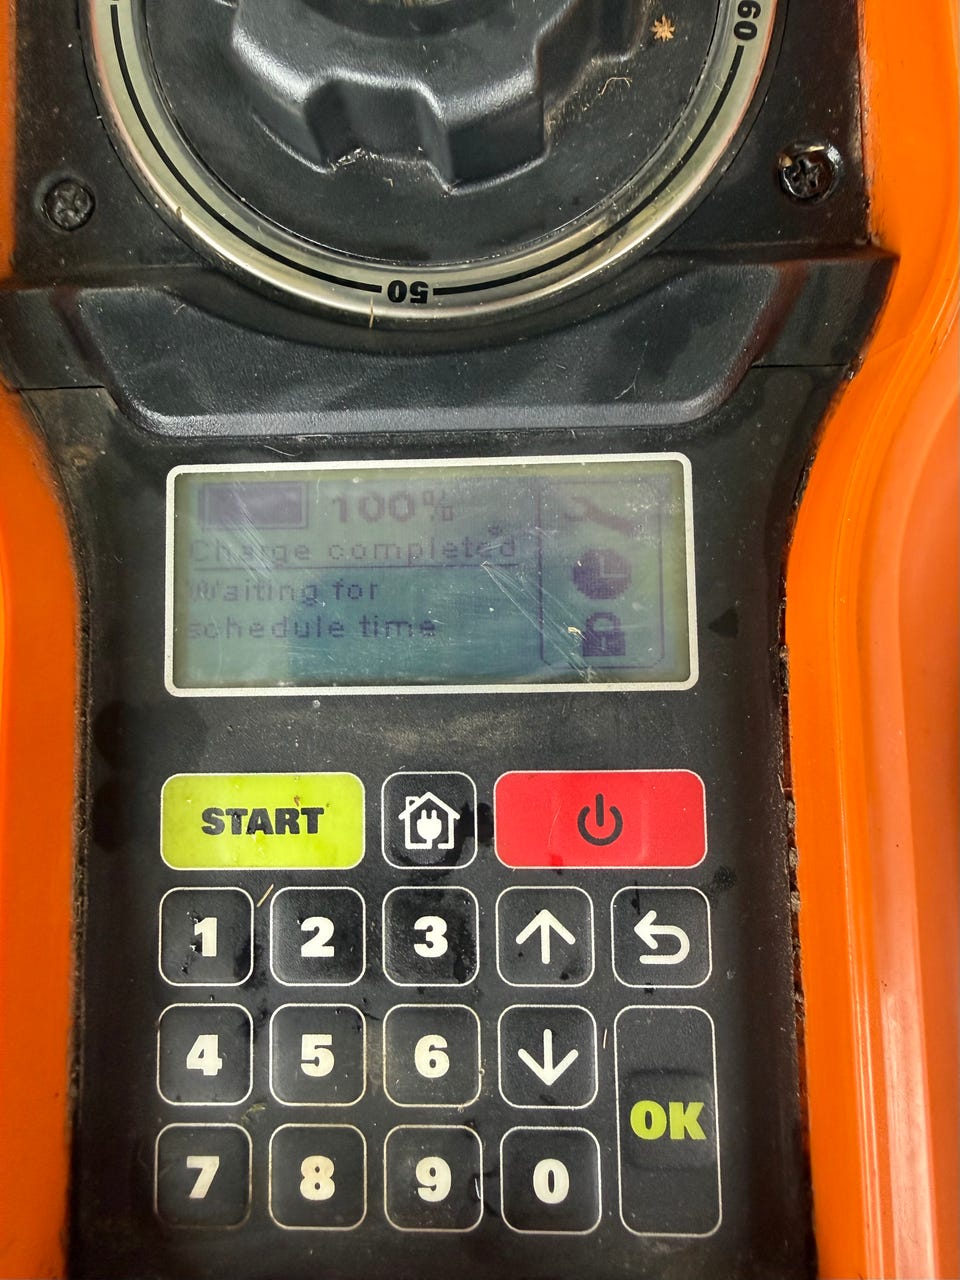 60
50
100%
Charge completed
Waiting for
schedule time
START
1 2 3
4 5 6
OK
7 8 9 0